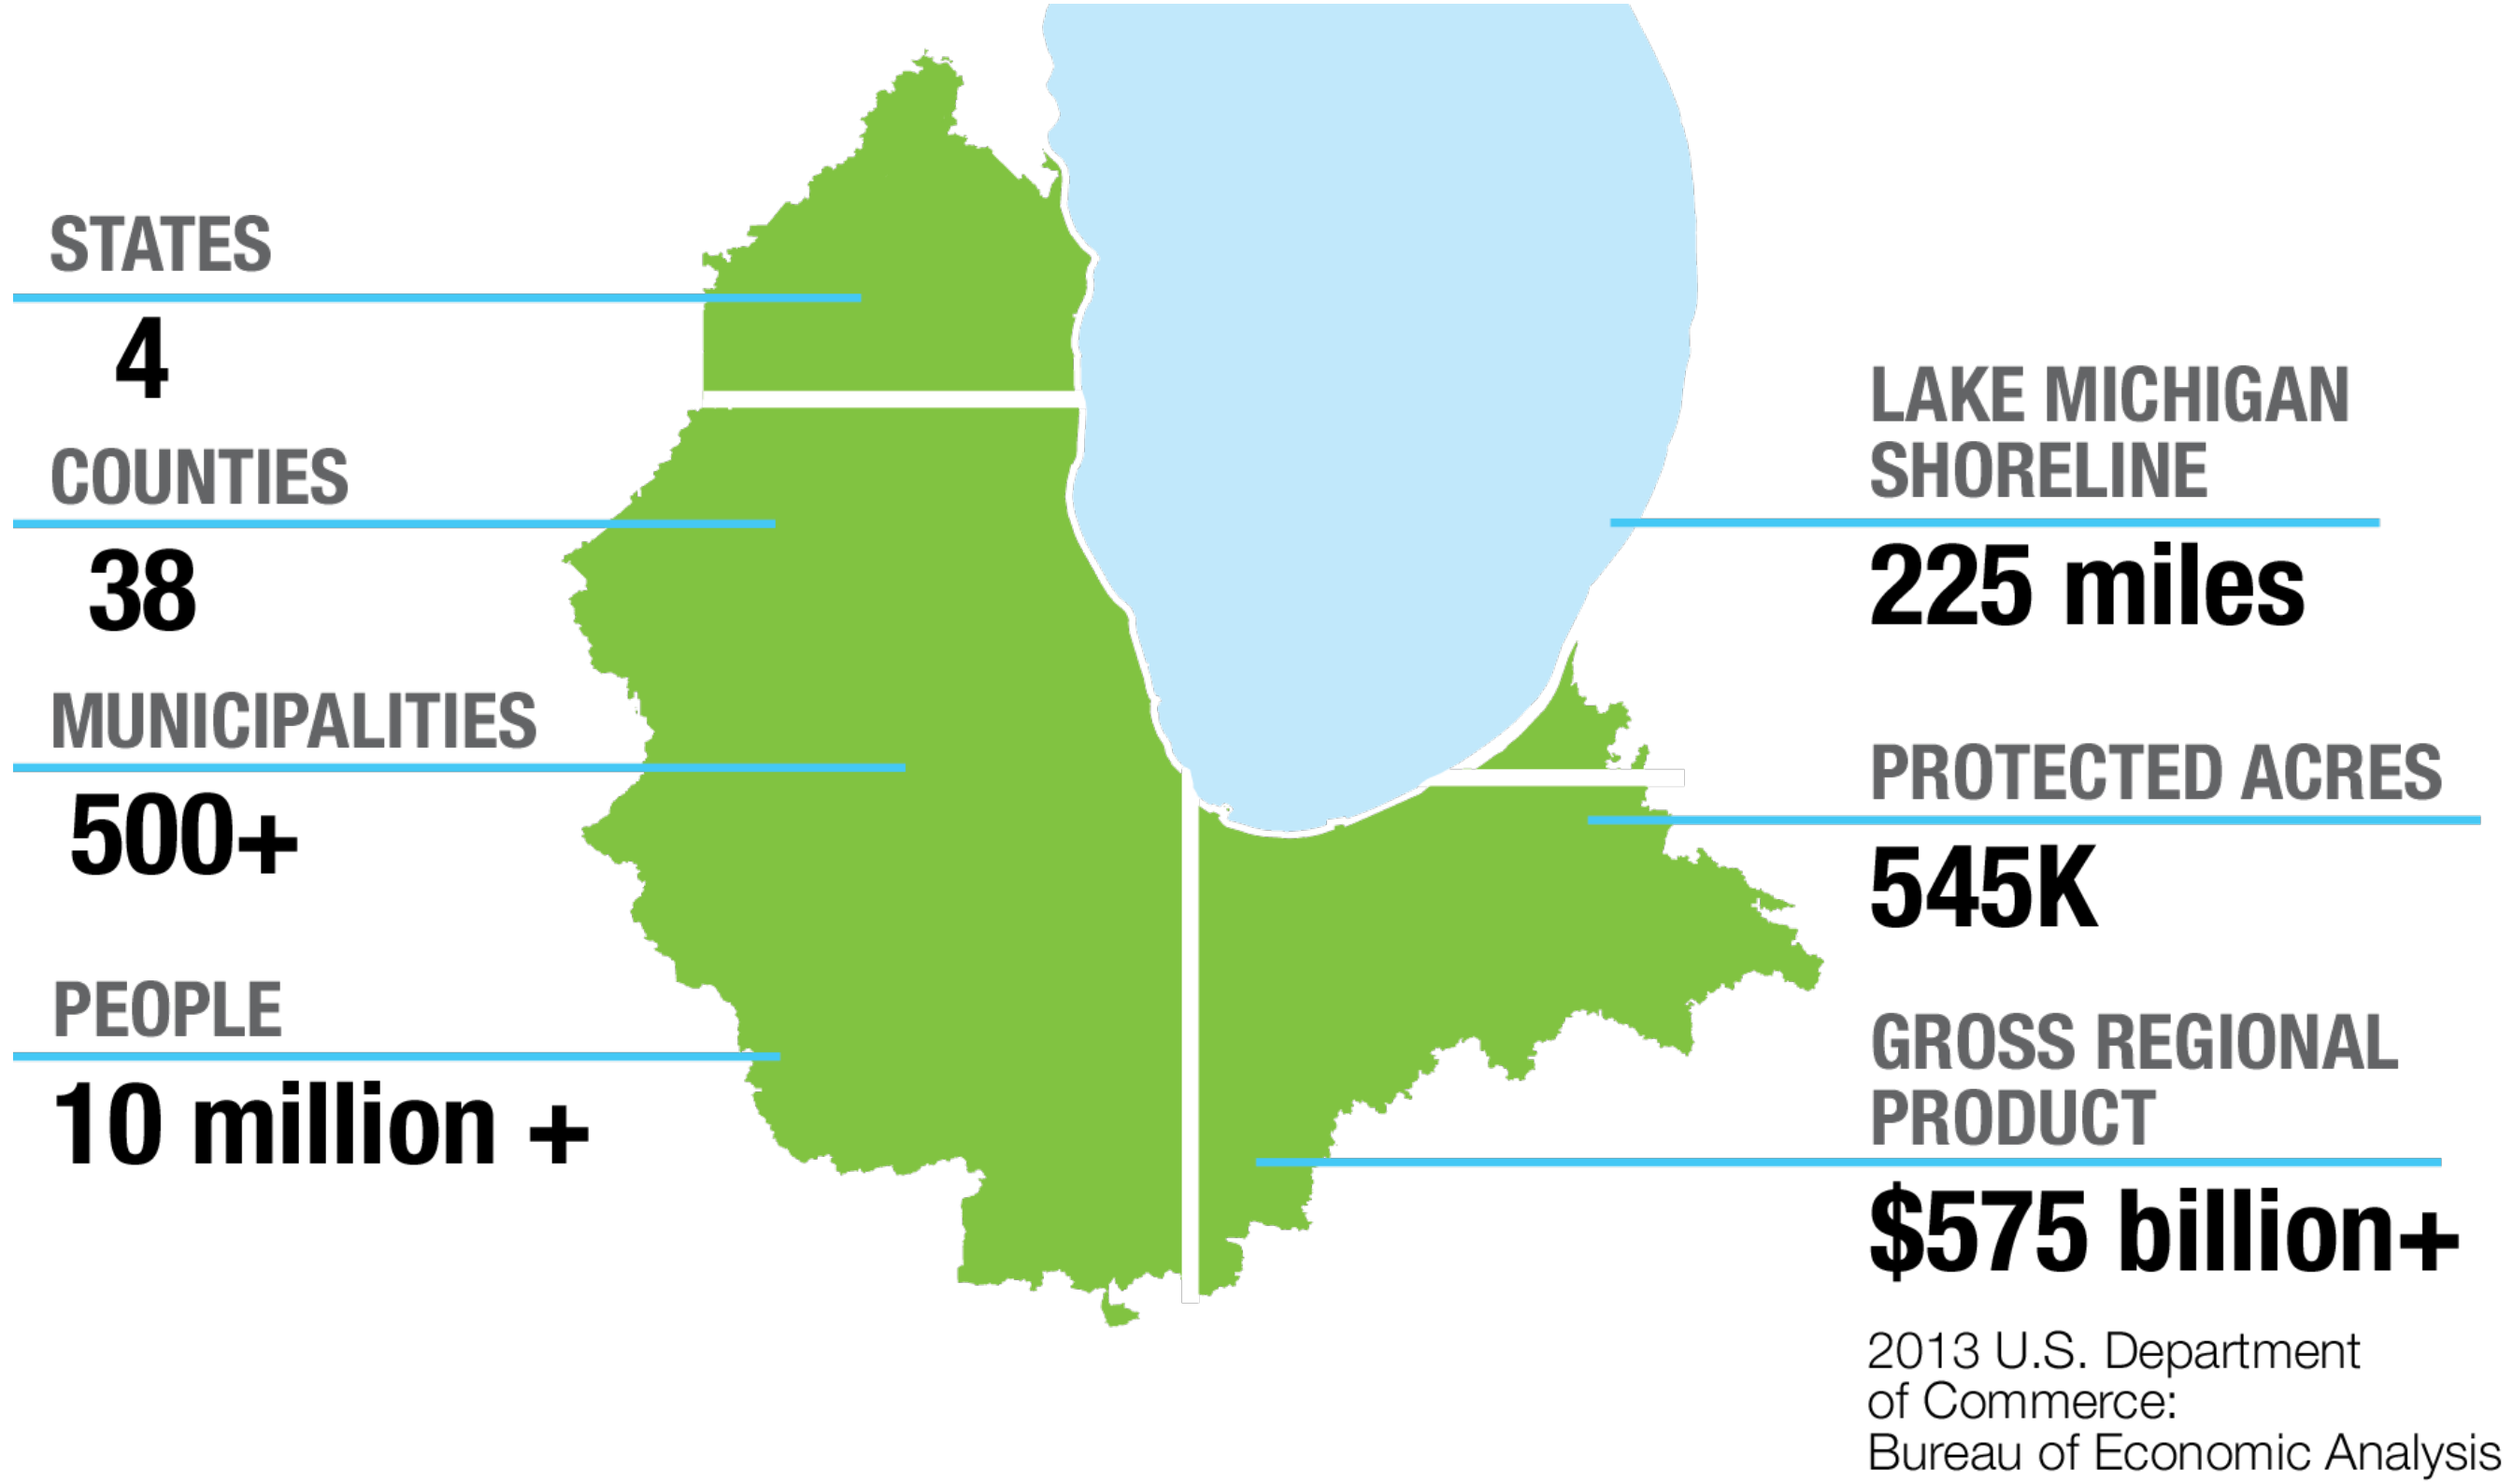 STATES
4
COUNTIES
38
MUNICIPALITIES
500+
PEOPLE
10 million +
LAKE MICHIGAN
SHORELINE
225 miles
PROTECTED ACRES
545K
GROSS REGIONAL
PRODUCT
$575 billion+
2013 U.S. Department
of Commerce:
Bureau of Economic Analysis